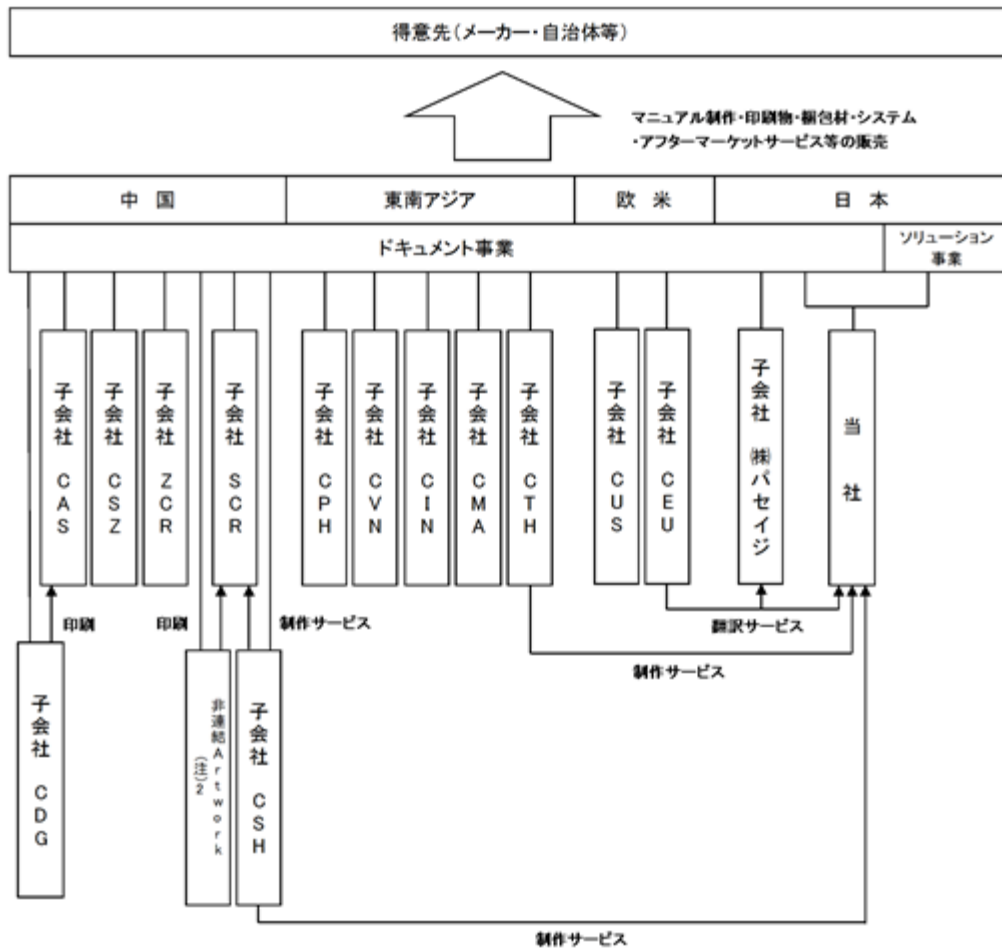 得意先(メーカー・自治体等)
マニュアル制作・印刷物・梱包材・システム
・アフターマーケットサービス等の販売
中 国
東南アジア
欧 米
日 本
ドキュメント事業
ソリューション
事業
子会社 CAS
子会社 CSZ
子会社 ZCR
子会社 SCR
子会社 CPH
子会社 CVN
子会社 CIN
子会社 CMA
子会社 CTH
子会社 CUS
子会社 CEU
子会社 ㈱パセイジ
当 社
印刷
印刷
制作サービス
翻訳サービス
制作サービス
子会社 CDG
非連結Artwork
(注)2
子会社 CSH
制作サービス